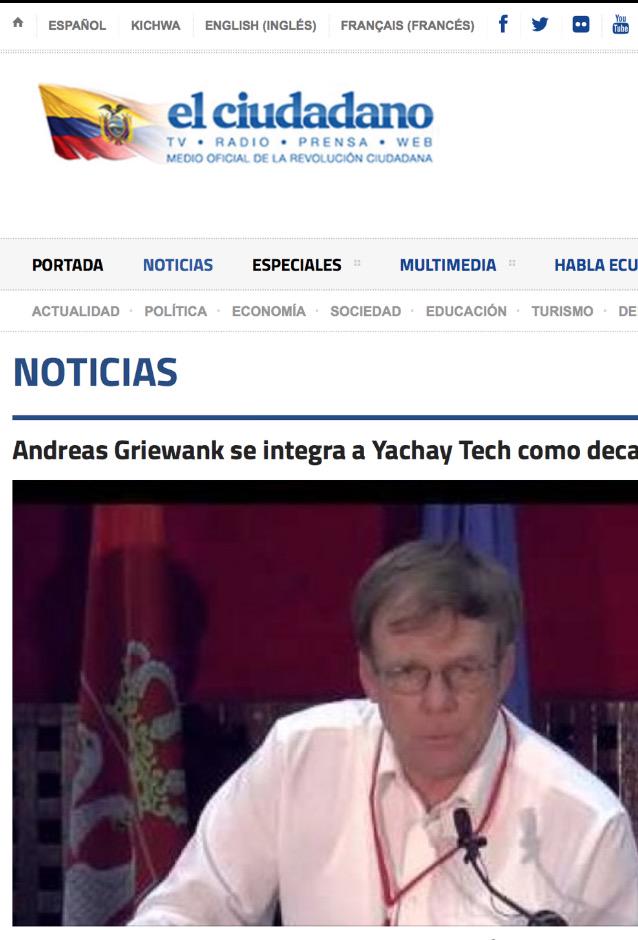 ESPAÑOL KICHWA ENGLISH (INGLÉS) FRANÇAIS (FRANCÉS) f You Tube
el ciudadano
TV • RADIO • PRENSA • WEB
MEDIO OFICIAL DE LA REVOLUCIÓN CIUDADANA
PORTADA NOTICIAS ESPECIALES MULTIMEDIA HABLA ECU
ACTUALIDAD · POLÍTICA · ECONOMÍA · SOCIEDAD · EDUCACIÓN · TURISMO · DE
NOTICIAS
Andreas Griewank se integra a Yachay Tech como deca